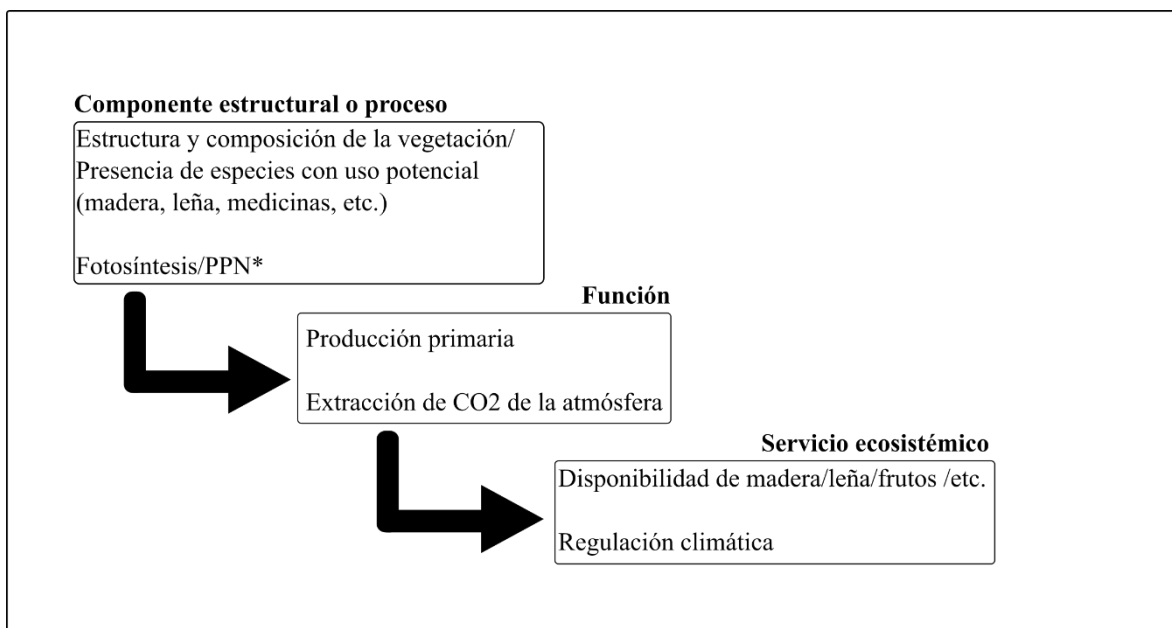 Componente estructural o proceso
Estructura y composición de la vegetación/
Presencia de especies con uso potencial
(madera, leña, medicinas, etc.)
Fotosíntesis/PPN*
Función
Producción primaria
Extracción de CO2 de la atmósfera
Servicio ecosistémico
Disponibilidad de madera/leña/frutos /etc.
Regulación climática